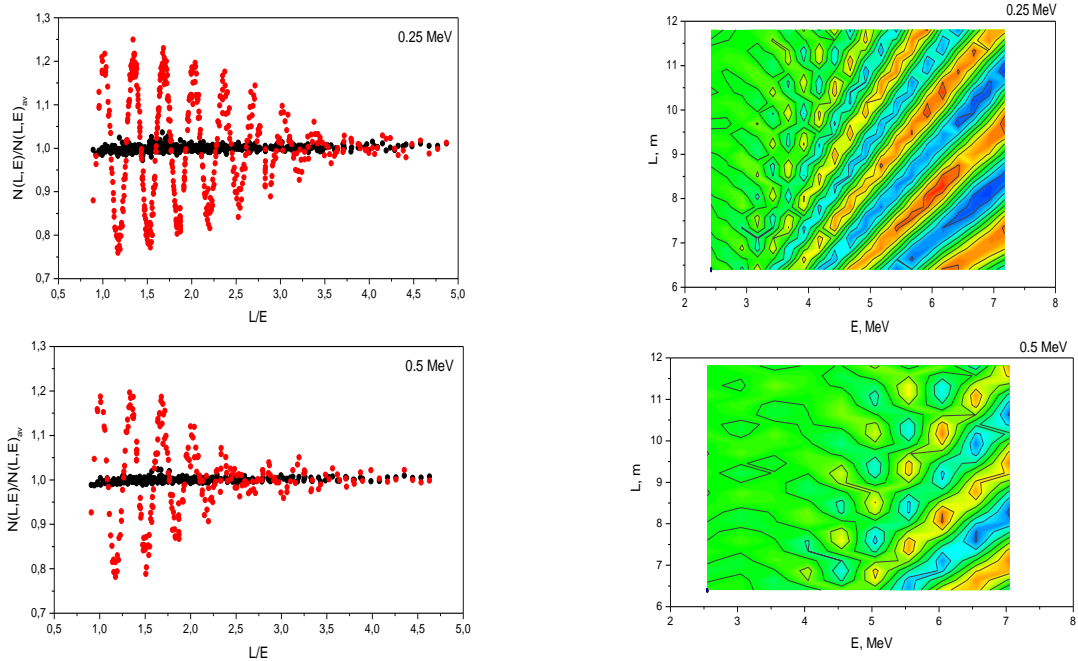 1,3
1,2
1,1
1,0
0,9
0,8
0,7
N(L,E)/N(L,E)av
0.25 MeV
0,5 1,0 1,5 2,0 2,5 3,0 3,5 4,0 4,5 5,0
L/E
0.25 MeV
12
11
10
9
8
7
6
L, m
2 3 4 5 6 7 8
E, MeV
1,3
1,2
1,1
1,0
0,9
0,8
0,7
N(L,E)/N(L,E)av
0.5 MeV
0,5 1,0 1,5 2,0 2,5 3,0 3,5 4,0 4,5 5,0
L/E
0.5 MeV
12
11
10
9
8
7
6
L, m
2 3 4 5 6 7 8
E, MeV